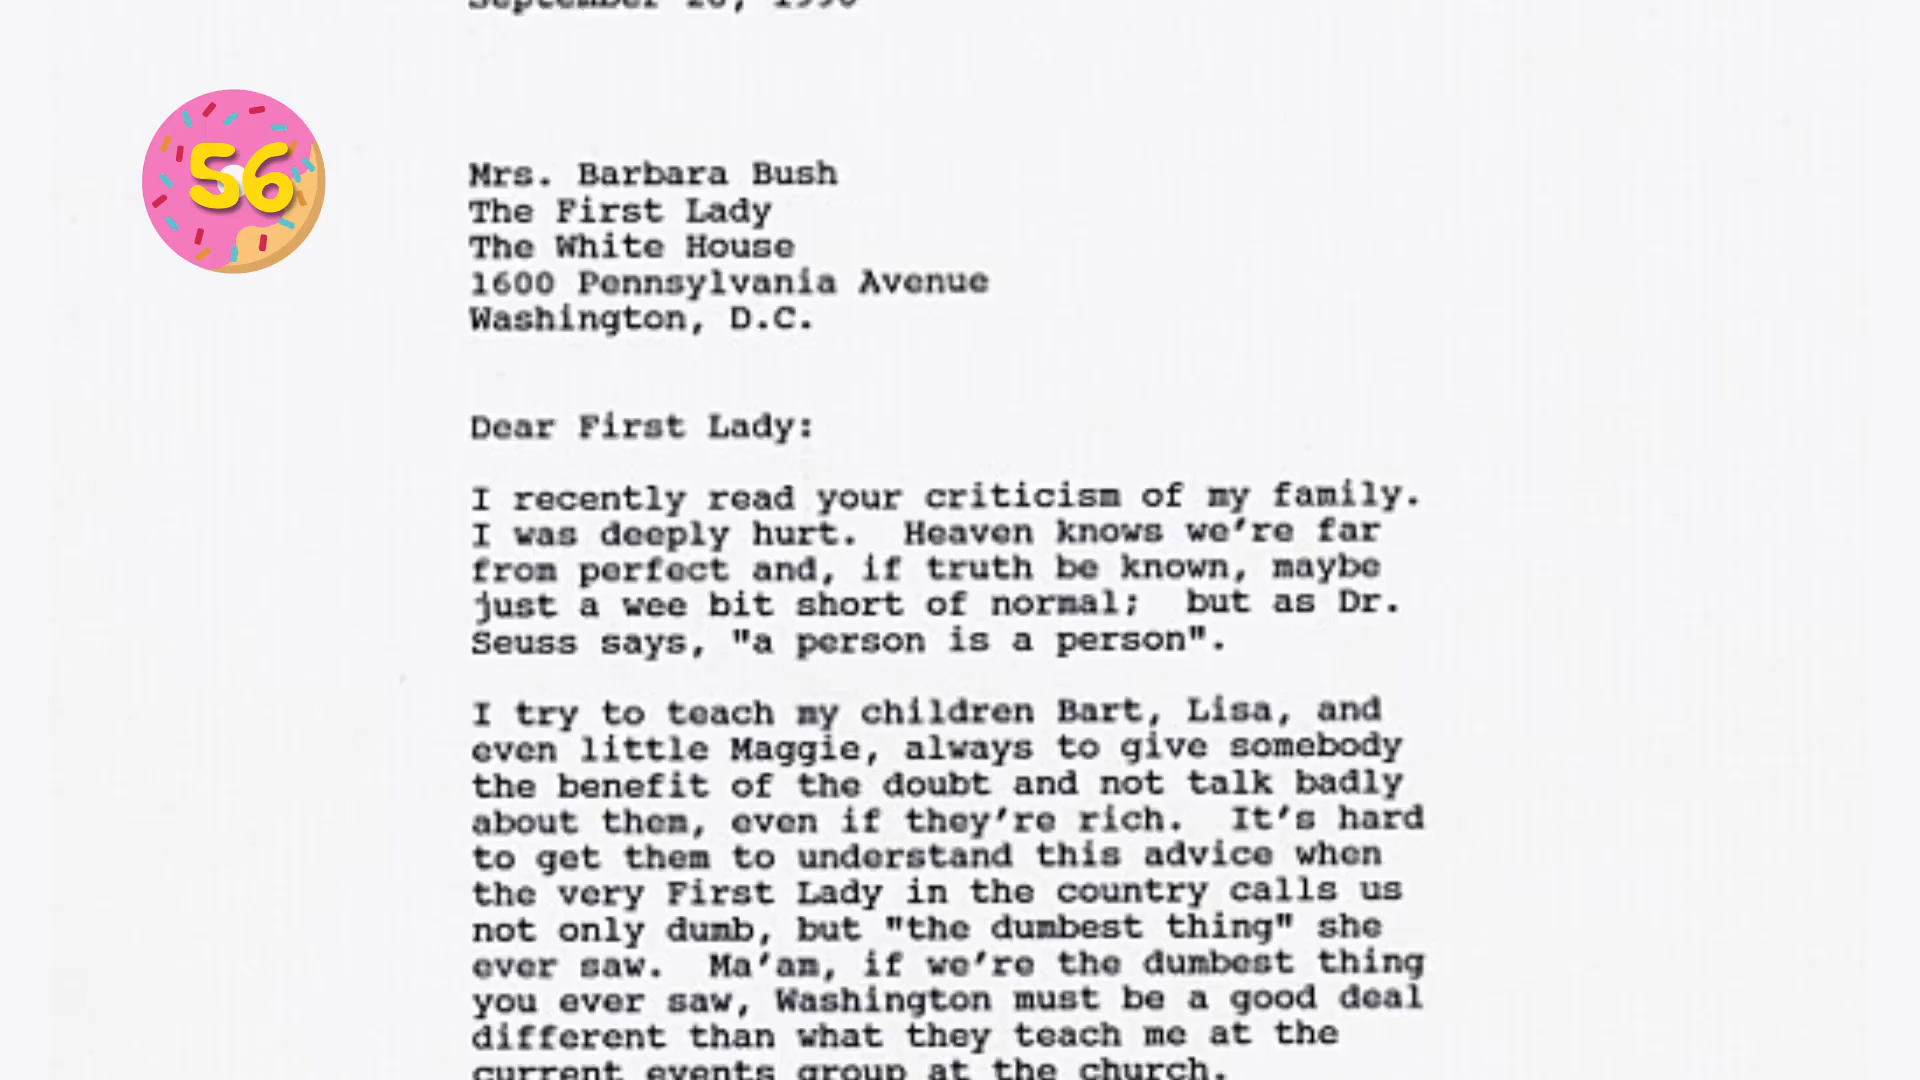 September 28, 1990
56
Mrs. Barbara Bush
The First Lady
The White House
1600 Pennsylvania Avenue
Washington, D.C.
Dear First Lady:
I recently read your criticism of my family.
I was deeply hurt.  Heaven knows we're far
from perfect and, if truth be known, maybe
just a wee bit short of normal;  but as Dr.
Seuss says, "a person is a person".
I try to teach my children Bart, Lisa, and
even little Maggie, always to give somebody
the benefit of the doubt and not talk badly
about them, even if they're rich.  It's hard
to get them to understand this advice when
the very First Lady in the country calls us
not only dumb, but "the dumbest thing" she
ever saw.  Ma'am, if we're the dumbest thing
you ever saw, Washington must be a good deal
different than what they teach me at the
current events group at the church.